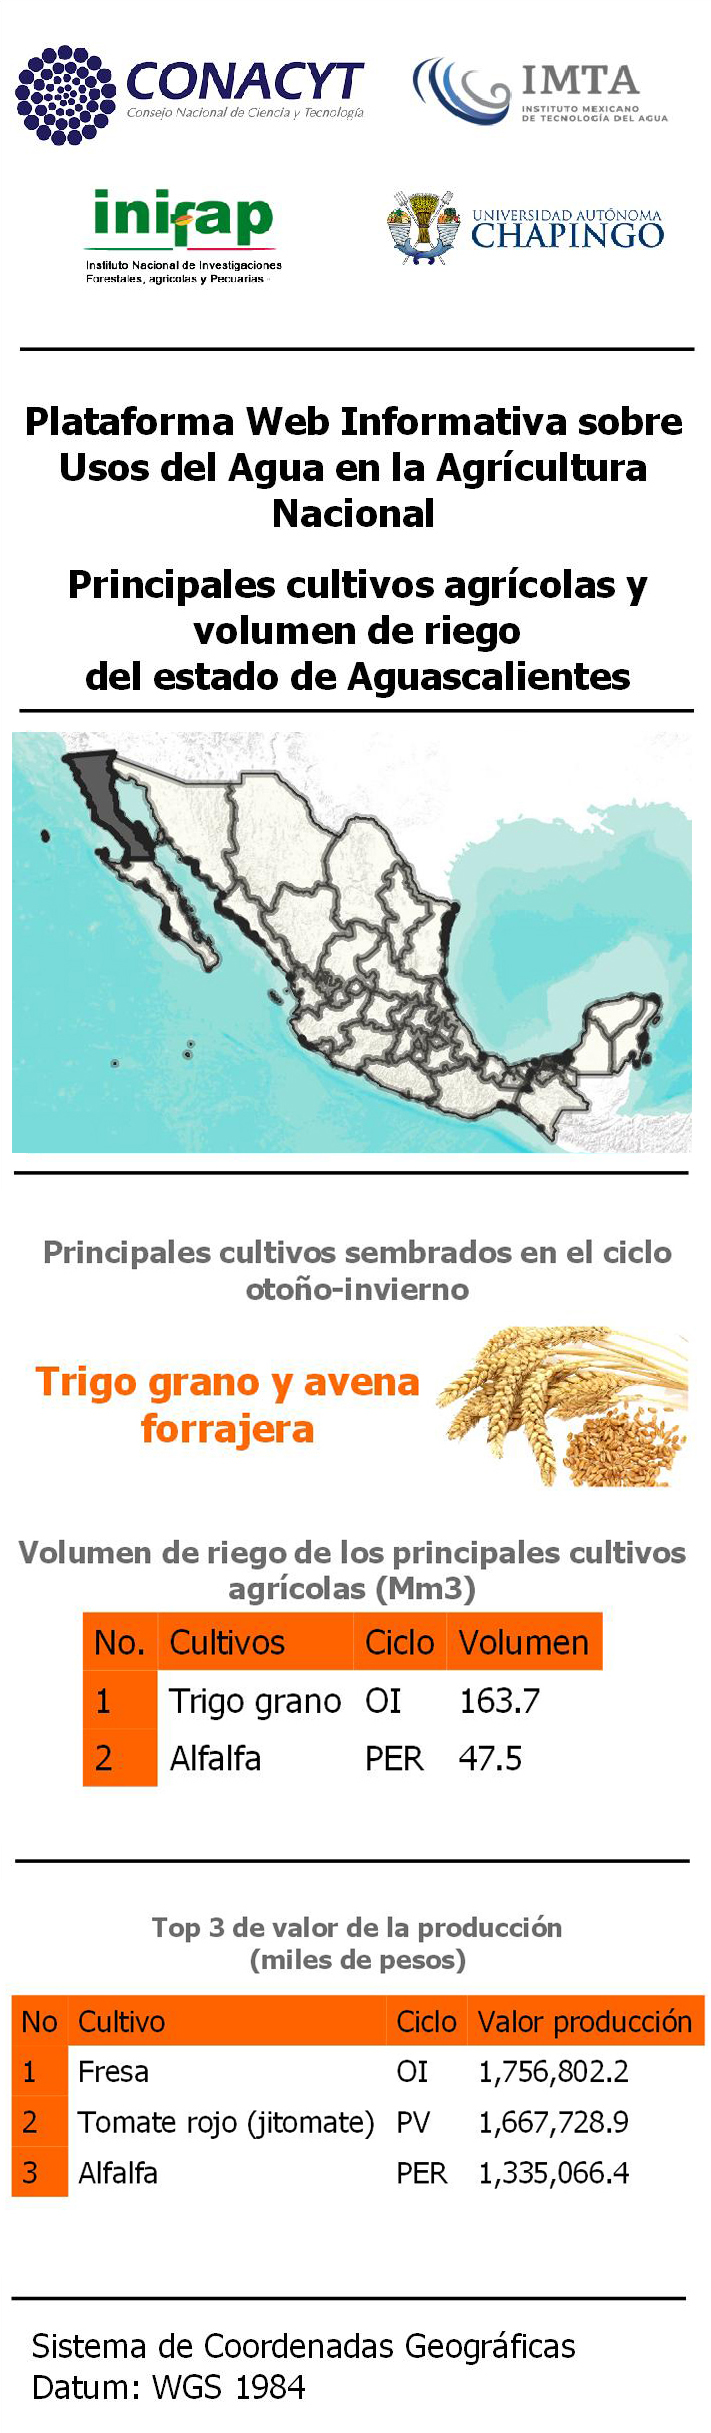 CONACYT
Consejo Nacional de Ciencia y Tecnología
IMTA
INSTITUTO MEXICANO
DE TECNOLOGÍA DEL AGUA
inifap
Instituto Nacional de Investigaciones
Forestales, agricolas y Pecuarias -
UNIVERSIDAD AUTÓNOMA
CHAPINGO
Plataforma Web Informativa sobre
Usos del Agua en la Agrícultura
Nacional
Principales cultivos agrícolas y
volumen de riego
del estado de Aguascalientes
Principales cultivos sembrados en el ciclo
otoño-invierno
Trigo grano y avena
forrajera
Volumen de riego de los principales cultivos
agrícolas (Mm3)
No. Cultivos Ciclo Volumen
1 Trigo grano OI 163.7
2 Alfalfa PER 47.5
Top 3 de valor de la producción
(miles de pesos)
No Cultivo Ciclo Valor producción
1 Fresa OI 1,756,802.2
2 Tomate rojo (jitomate) PV 1,667,728.9
3 Alfalfa PER 1,335,066.4
Sistema de Coordenadas Geográficas
Datum: WGS 1984